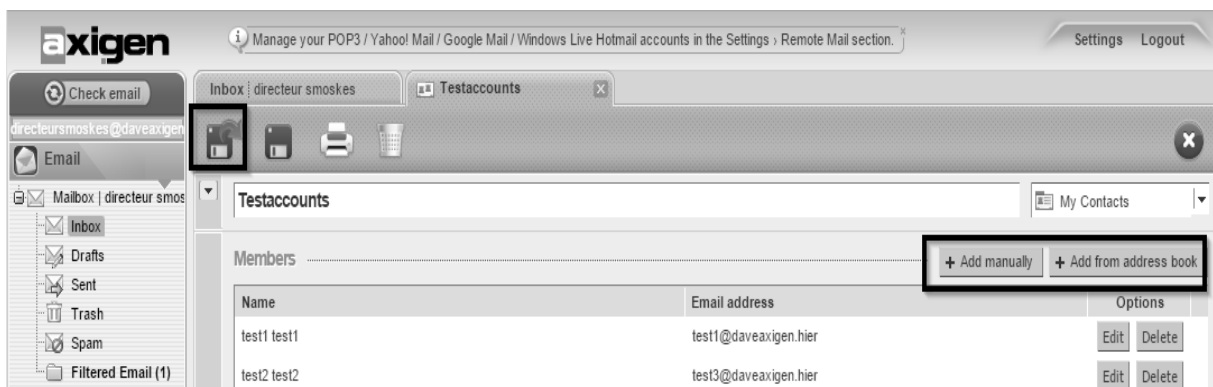 axigen
Manage your POP3 / Yahoo! Mail / Google Mail / Windows Live Hotmail accounts in the Settings › Remote Mail section.
Settings Logout
Check email
Inbox directeur smoskes
Testaccounts
directeursmoskes@daveaxigen
Email
Mailbox | directeur smos
Testaccounts
My Contacts
Inbox
Drafts
Members
+ Add manually + Add from address book
Sent
Name Email address Options
Trash
test1 test1 test1@daveaxigen.hier Edit Delete
Spam
Filtered Email (1)
test2 test2 test3@daveaxigen.hier Edit Delete